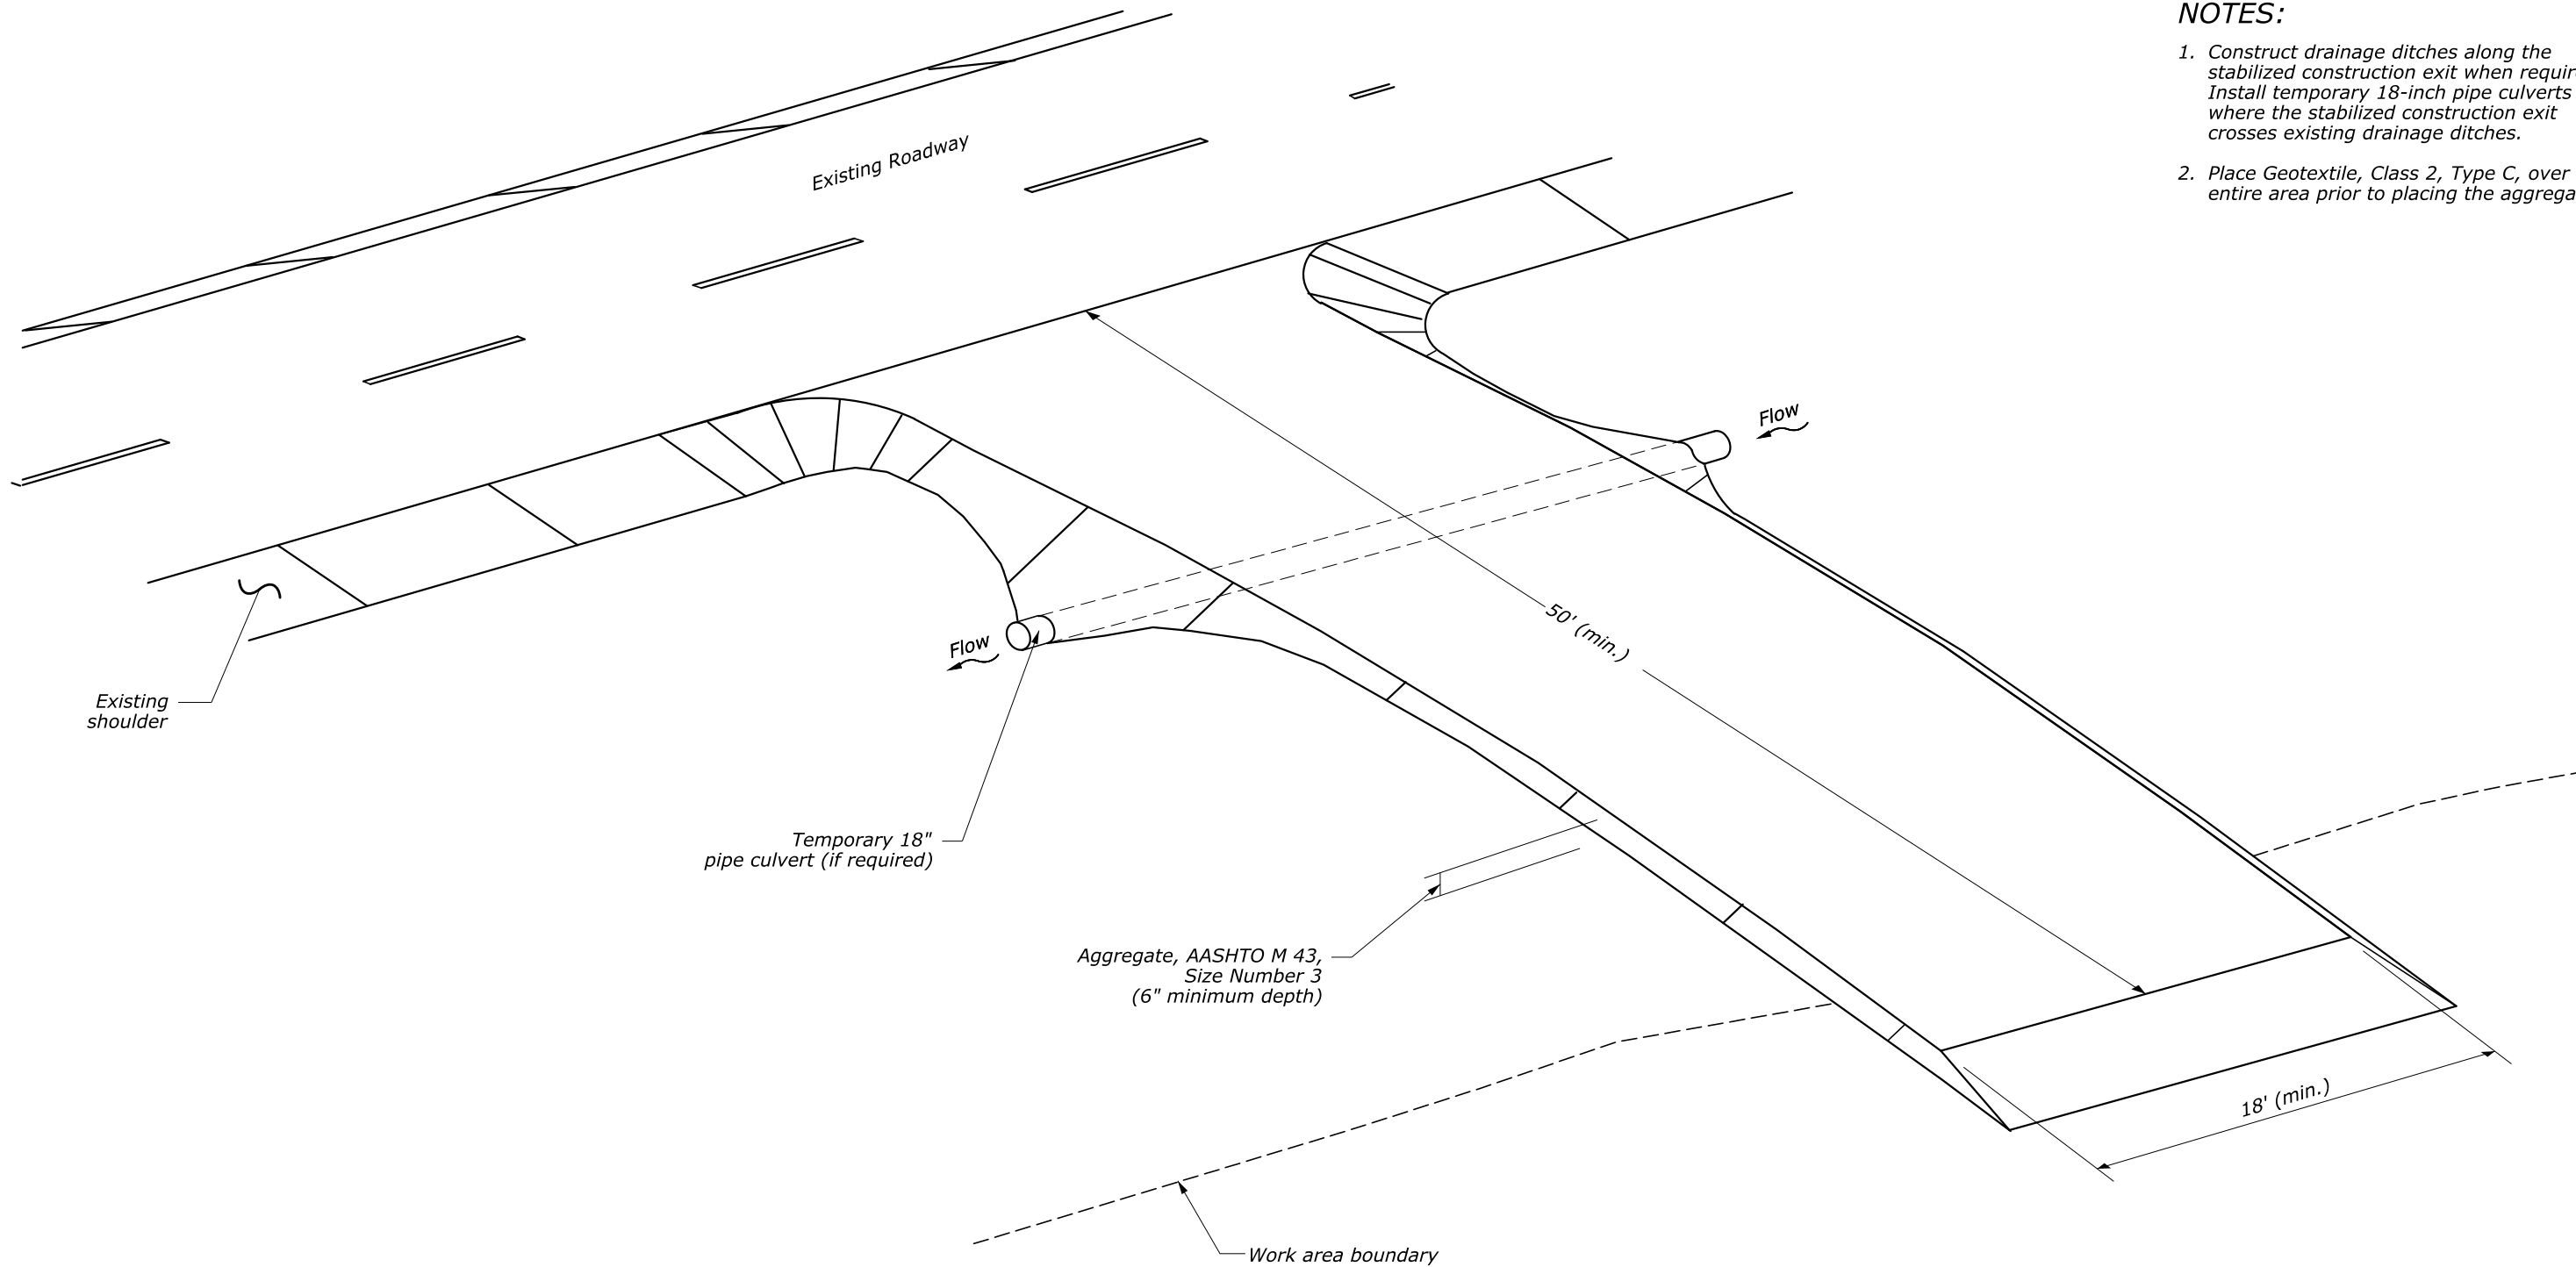 NOTES:
1. Construct drainage ditches along the
stabilized construction exit when
Install temporary 18-inch pipe culverts
where the stabilized construction exit
crosses existing drainage ditches.
2. Place Geotextile, Class 2, Type C, over
entire area prior to placing the
Existing Roadway
Flow
50' (min.)
Flow
Existing
shoulder
Temporary 18"
pipe culvert (if required)
Aggregate, AASHTO M 43,
Size Number 3
(6" minimum depth)
18' (min.)
Work area boundary